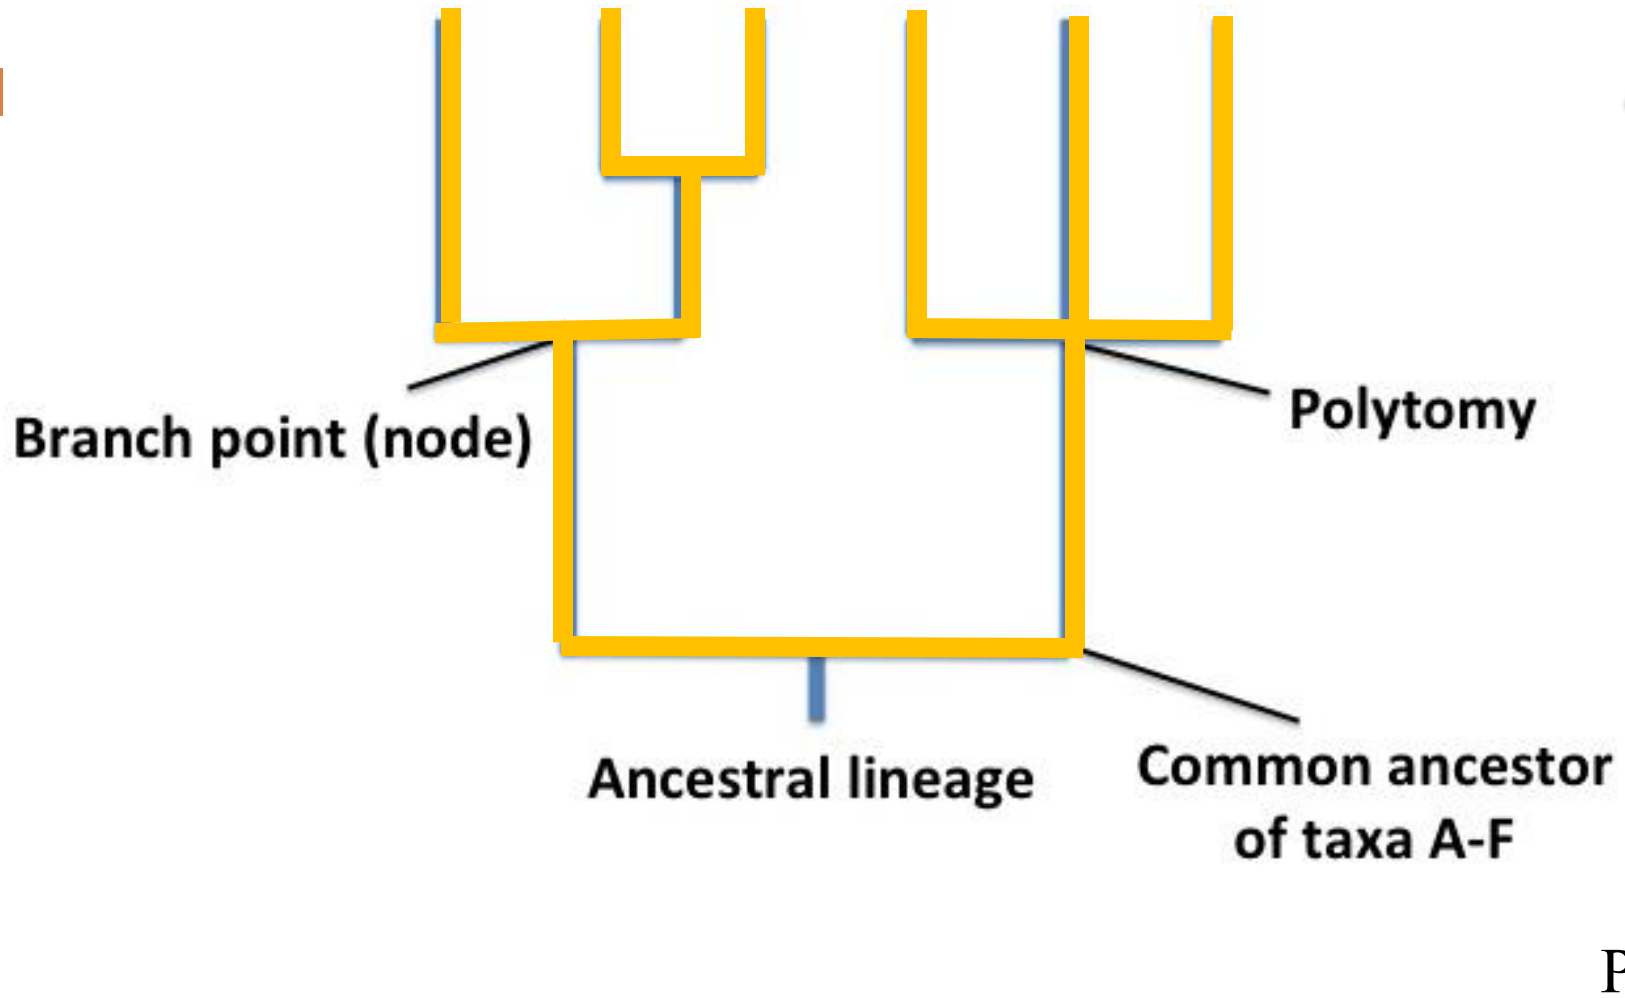 Branch point (node)
Polytomy
Ancestral lineage
Common ancestor
of taxa A-F
P